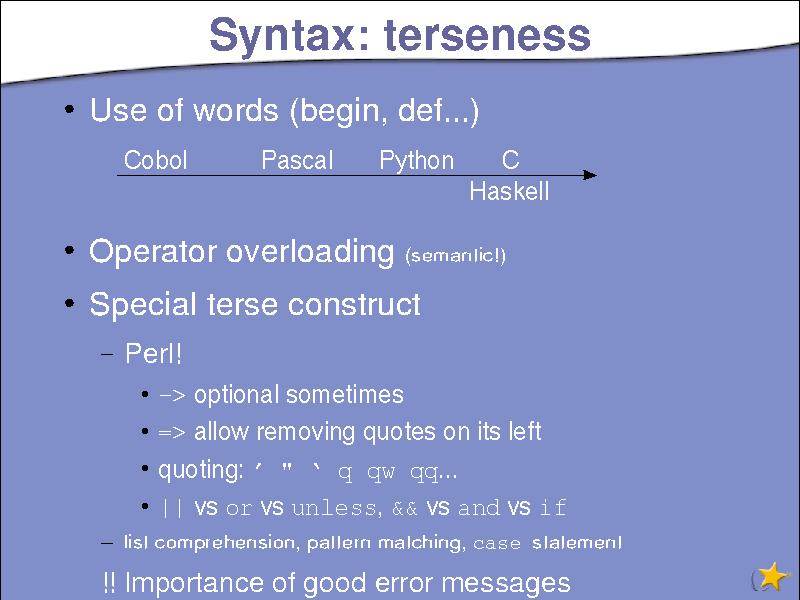 Syntax: terseness
• Use of words (begin, def...)
Cobol Pascal Python C
Haskell
• Operator overloading (semantic!)
• Special terse construct
– Perl!
• -> optional sometimes
• => allow removing quotes on its left
• quoting: ′ " ‵ q qw qq...
• || vs or vs unless, && vs and vs if
– list comprehension, pattern matching, case statement
!! Importance of good error messages